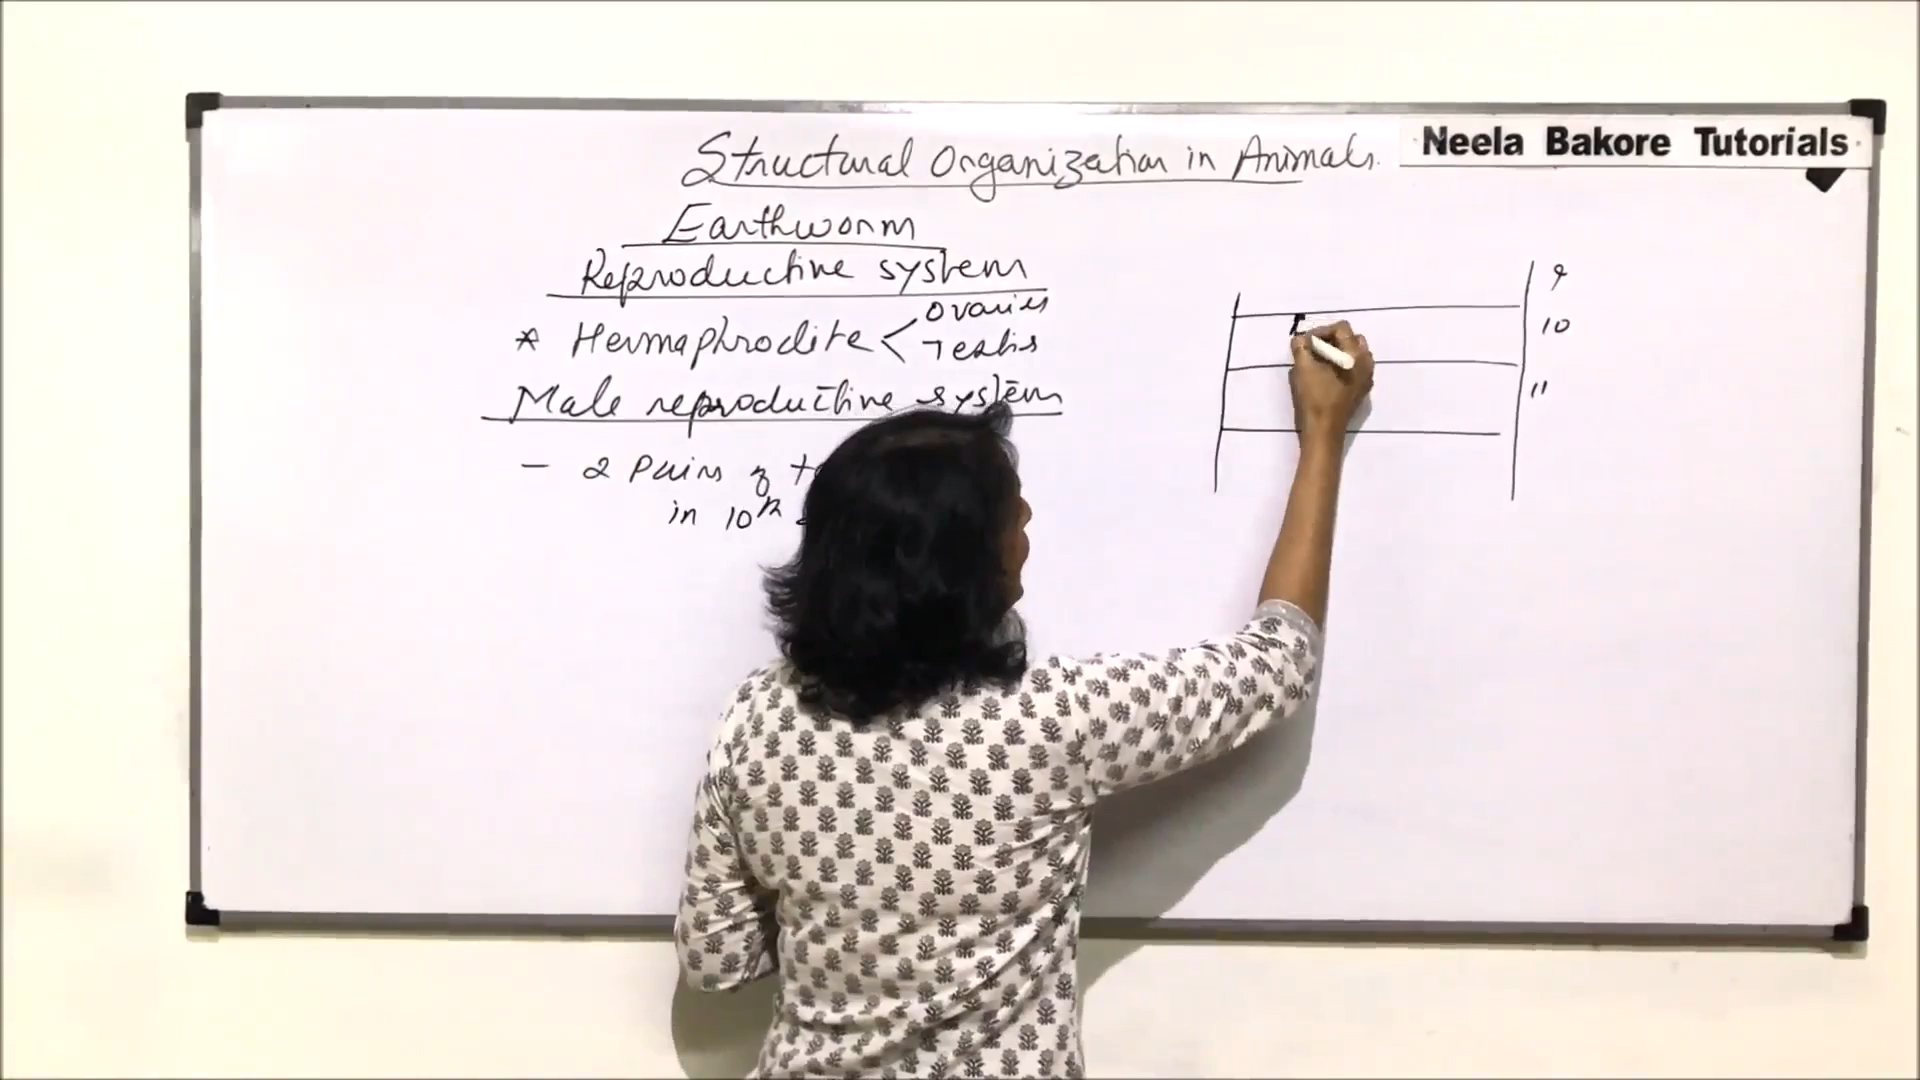 Structural Organization in Animals.
Neela Bakore Tutorials
Earthworm
Reproductive system
* Hermaphrodite < Ovaries
Testis
Male reproductive system
- 2 Pairs of
in 10th
9
10
11